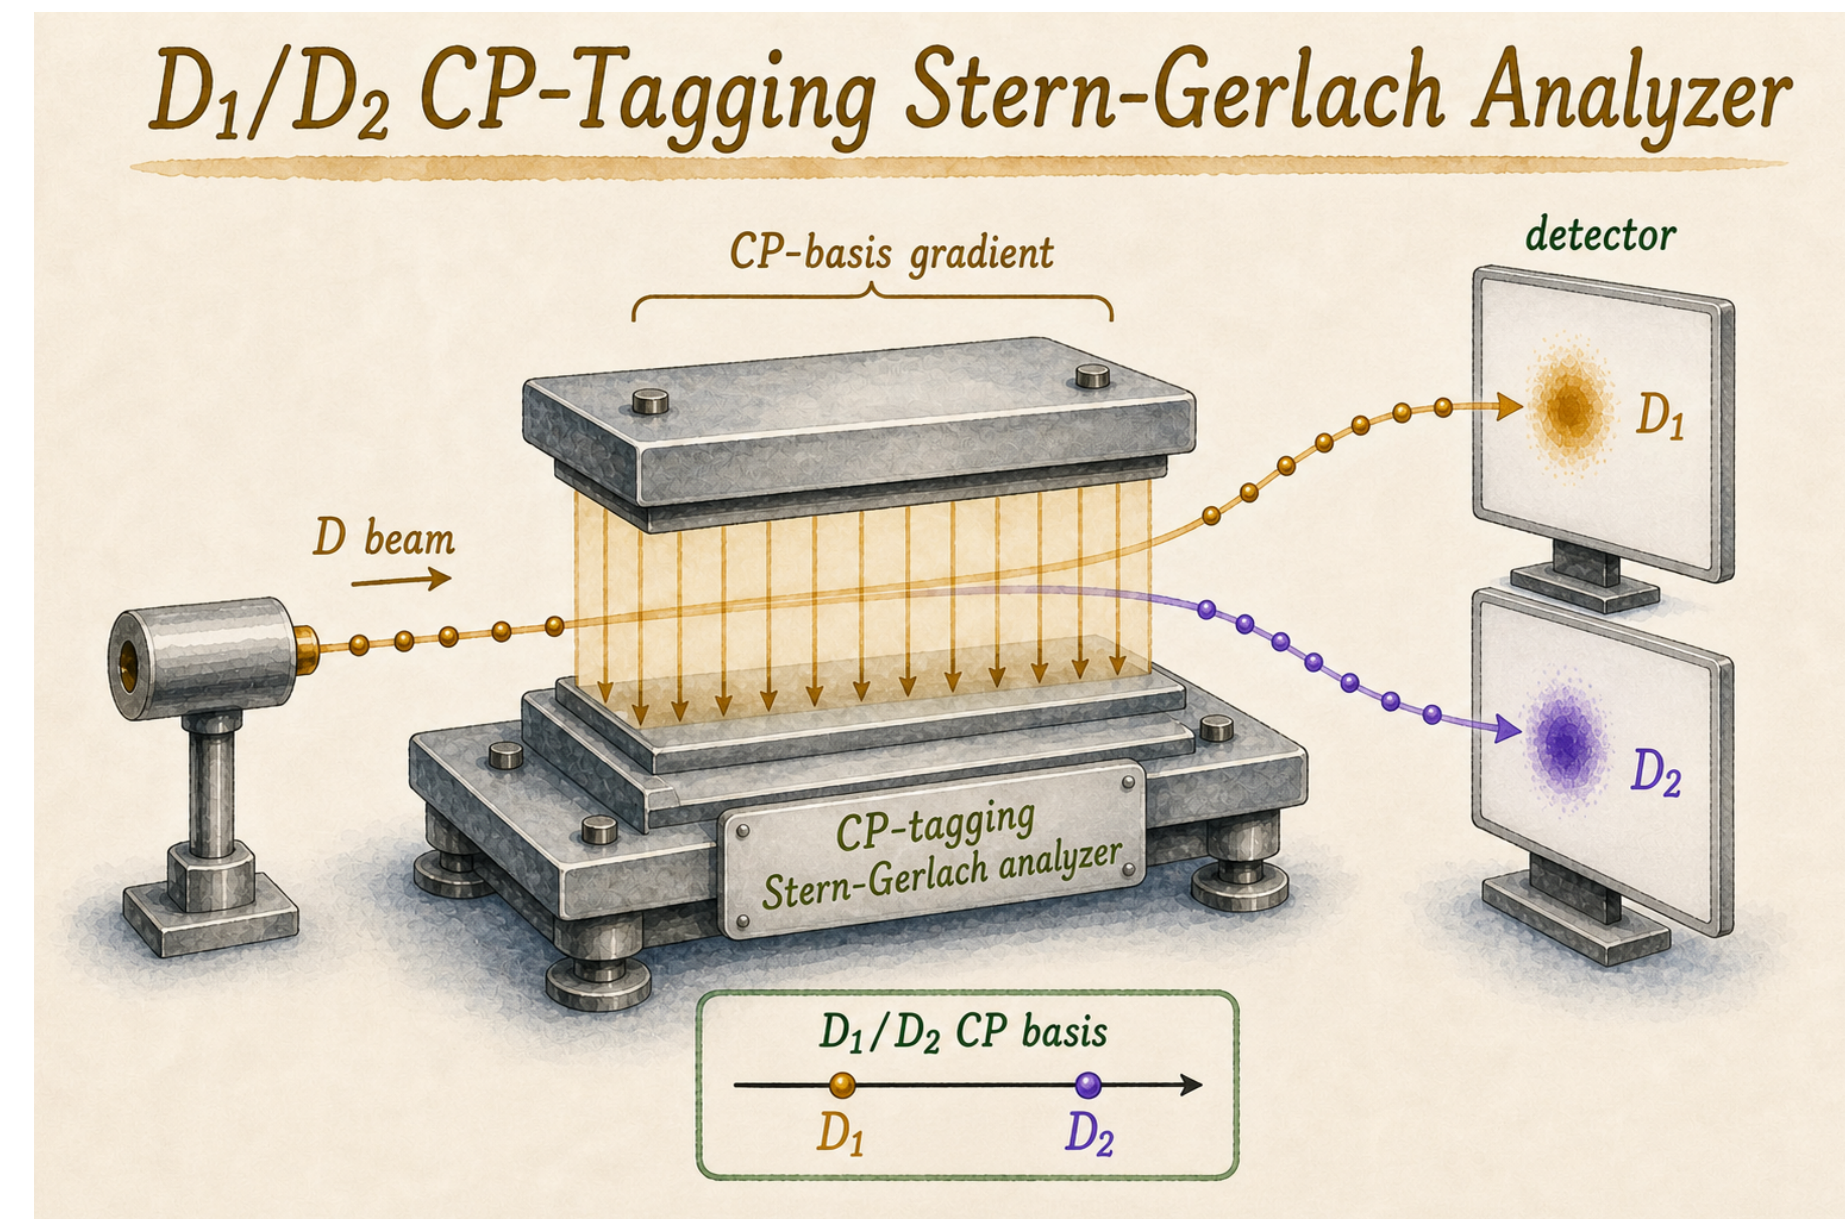 D₁/D₂ CP-Tagging Stern-Gerlach Analyzer
CP-basis gradient
detector
D₁
D beam
D₂
CP-tagging
Stern-Gerlach analyzer
D₁/D₂ CP basis
D₁
D₂